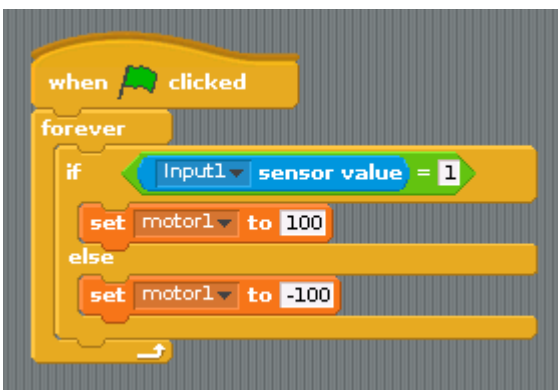 when clicked
forever
if Input1 sensor value = 1
set motor1 to 100
else
set motor1 to -100